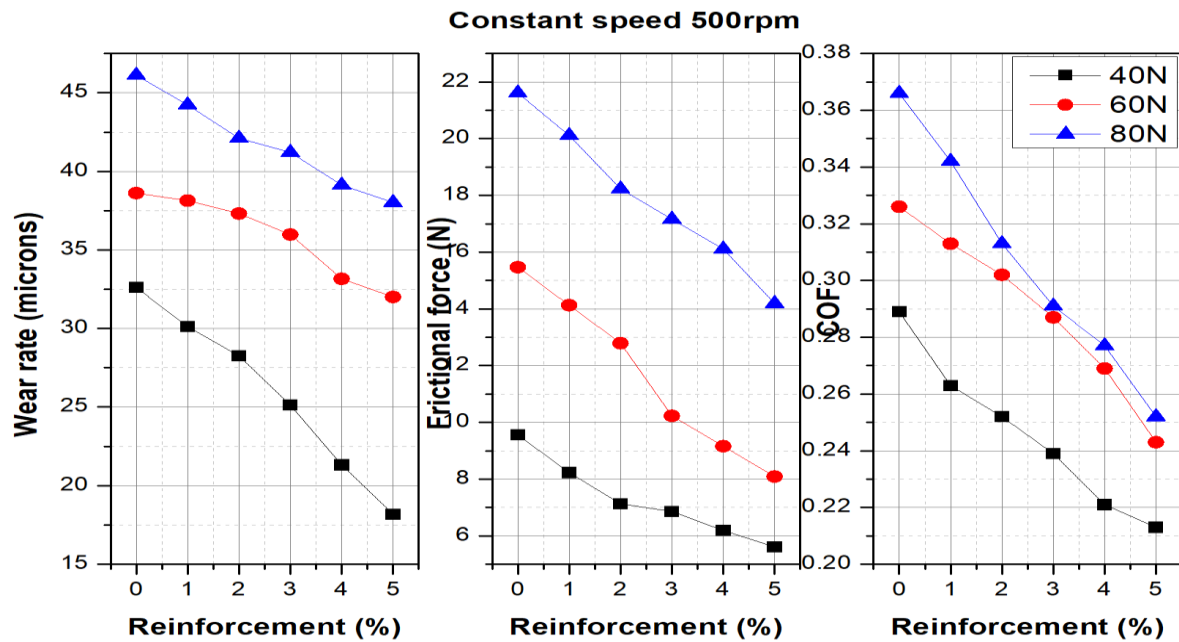 Constant speed 500rpm
Wear rate (microns)
45
40
35
30
25
20
15
0 1 2 3 4 5
Reinforcement (%)
Frictional force (N)
22
20
18
16
14
12
10
8
6
0 1 2 3 4 5
Reinforcement (%)
COF
0.38
0.36
0.34
0.32
0.30
0.28
0.26
0.24
0.22
0.20
0 1 2 3 4 5
Reinforcement (%)
40N
60N
80N